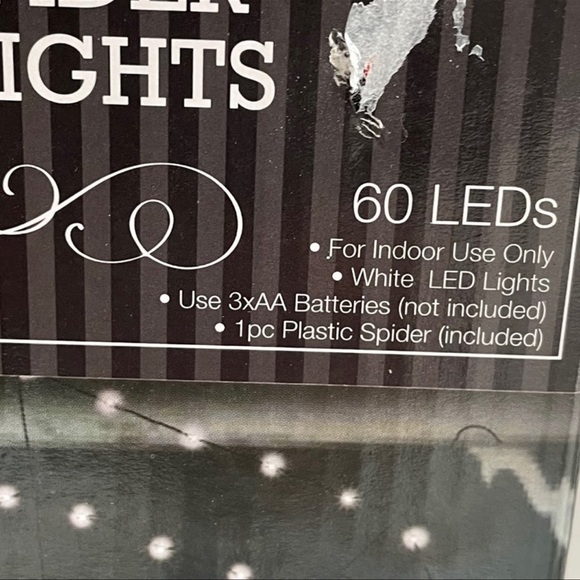 IGHTS
60 LEDs
• For Indoor Use Only
• White LED Lights
• Use 3xAA Batteries (not included)
• 1pc Plastic Spider (included)